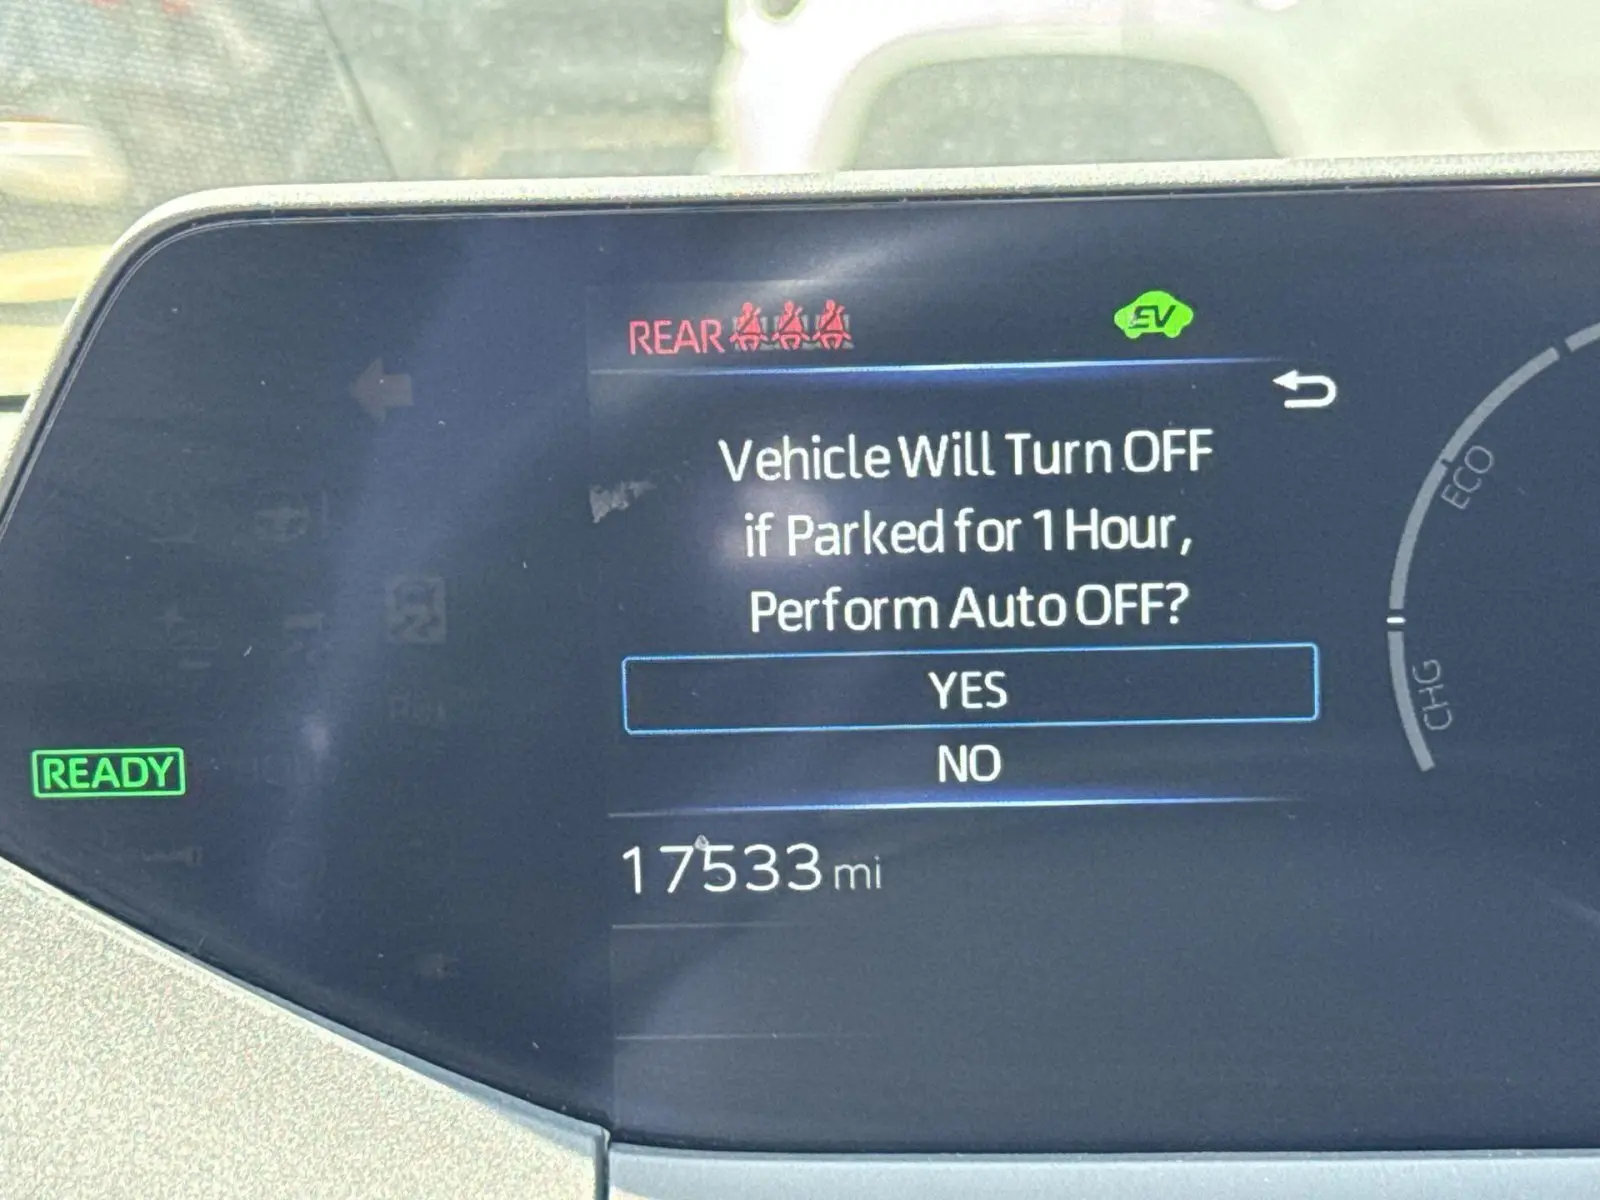 REAR
EV
Vehicle Will Turn OFF
if Parked for 1 Hour,
Perform Auto OFF?
YES
NO
ECO
CHG
READY
17533 mi